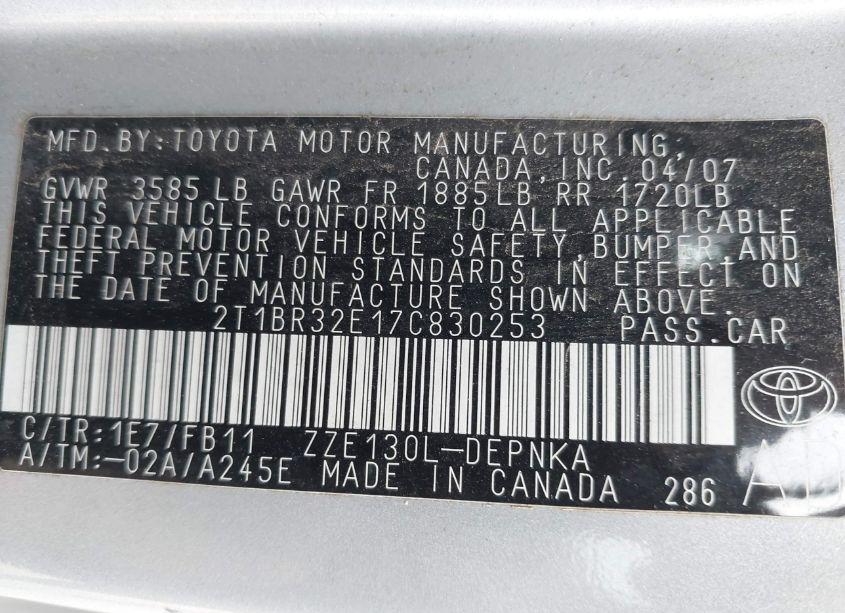 MFD. BY: TOYOTA MOTOR MANUFACTURING,
CANADA, INC. 04/07
GVWR 3585 LB GAWR FR 1885LB RR 1720LB
THIS VEHICLE CONFORMS TO ALL APPLICABLE
FEDERAL MOTOR VEHICLE SAFETY, BUMPER, AND
THEFT PREVENTION STANDARDS IN EFFECT ON
THE DATE OF MANUFACTURE SHOWN ABOVE.
2T1BR32E17C830253 PASS. CAR
C/TR: 1E7/FB11 ZZE130L-DEPNKA
A/TM: -02A/A245E MADE IN CANADA 286